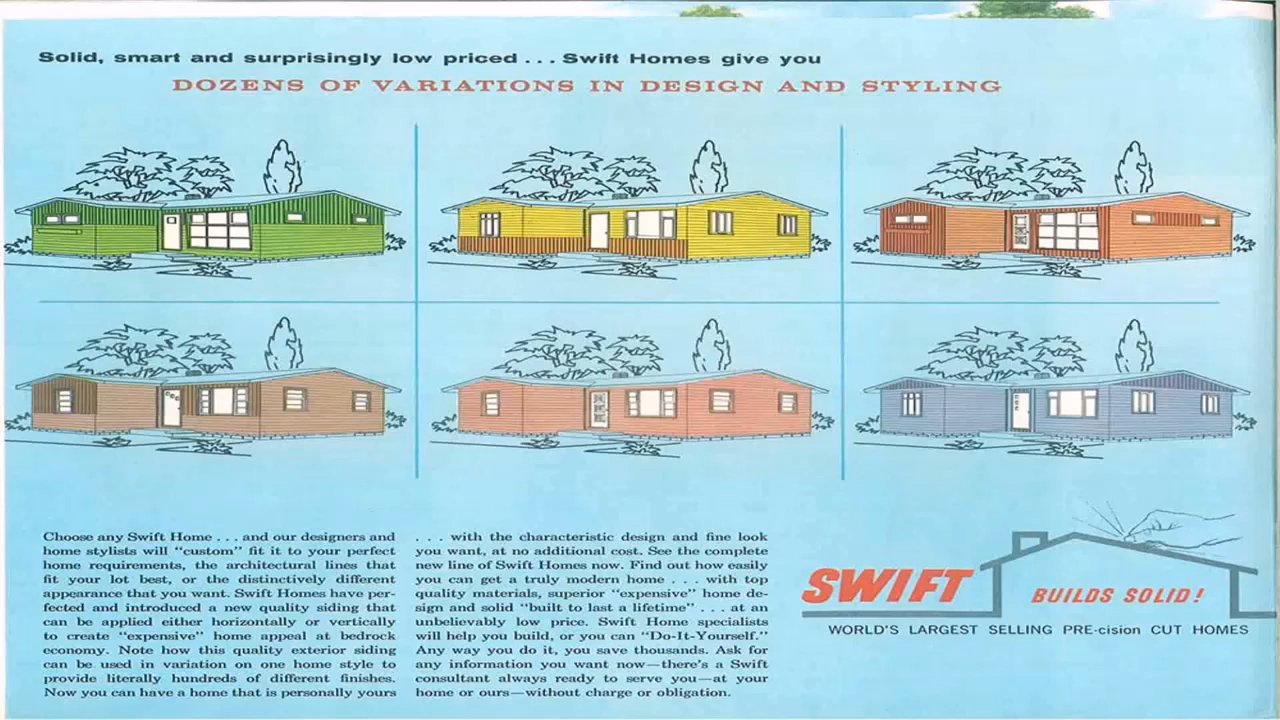 Solid, smart and surprisingly low priced . . . Swift Homes give you
DOZENS OF VARIATIONS IN DESIGN AND STYLING
Choose any Swift Home . . . and our designers and
home stylists will “custom” fit it to your perfect
home requirements, the architectural lines that
fit your lot best, or the distinctively different
appearance that you want. Swift Homes have per-
fected and introduced a new quality siding that
can be applied either horizontally or vertically
to create “expensive” home appeal at bedrock
economy. Note how this quality exterior siding
can be used in variation on one home style to
provide literally hundreds of different finishes.
Now you can have a home that is personally yours
. . . with the characteristic design and fine look
you want, at no additional cost. See the complete
new line of Swift Homes now. Find out how easily
you can get a truly modern home . . . with top
quality materials, superior “expensive” home de-
sign and solid “built to last a lifetime” . . . at an
unbelievably low price. Swift Home specialists
will help you build, or you can “Do-It-Yourself.”
Any way you do it, you save thousands. Ask for
any information you want now—there’s a Swift
consultant always ready to serve you—at your
home or ours—without charge or obligation.
SWIFT
BUILDS SOLID!
WORLD’S LARGEST SELLING PRE-cision CUT HOMES